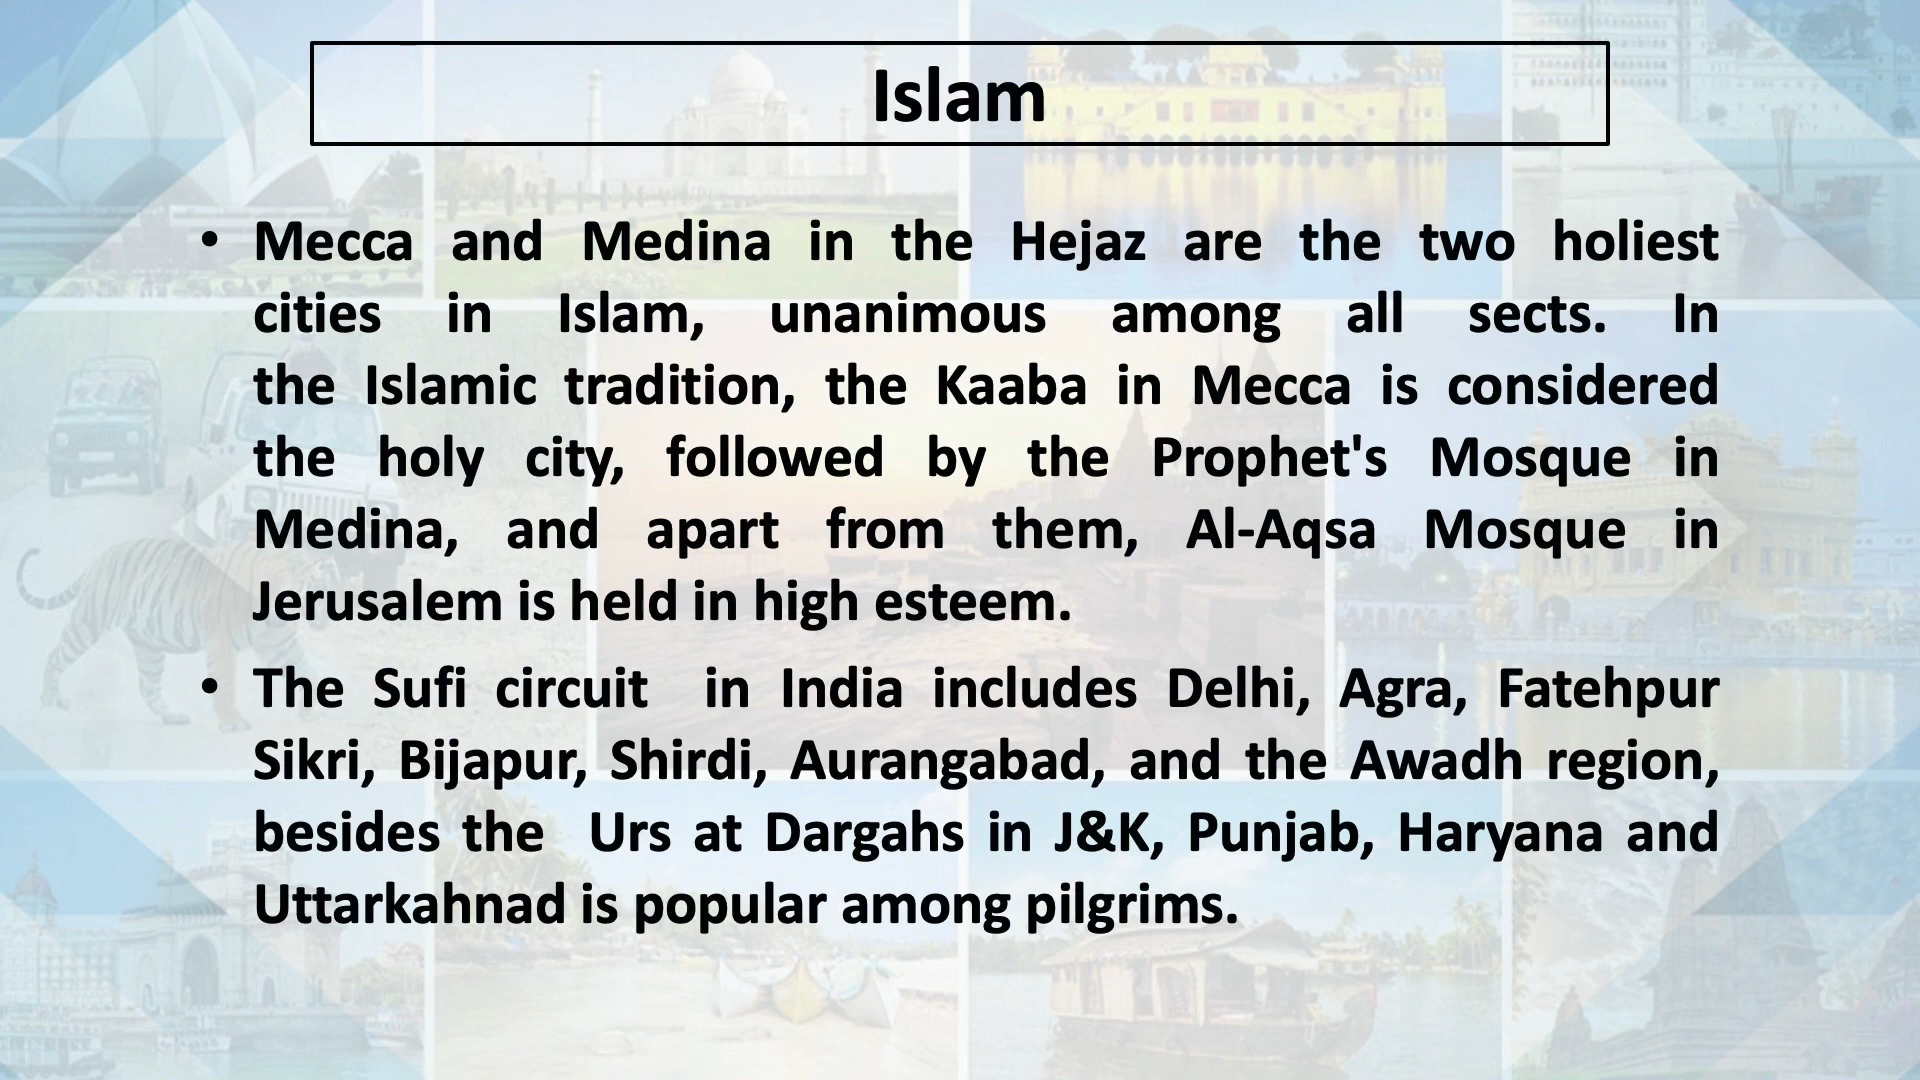 Islam
• Mecca and Medina in the Hejaz are the two holiest
cities in Islam, unanimous among all sects. In
the Islamic tradition, the Kaaba in Mecca is considered
the holy city, followed by the Prophet's Mosque in
Medina, and apart from them, Al-Aqsa Mosque in
Jerusalem is held in high esteem.
• The Sufi circuit in India includes Delhi, Agra, Fatehpur
Sikri, Bijapur, Shirdi, Aurangabad, and the Awadh region,
besides the Urs at Dargahs in J&K, Punjab, Haryana and
Uttarkahnad is popular among pilgrims.